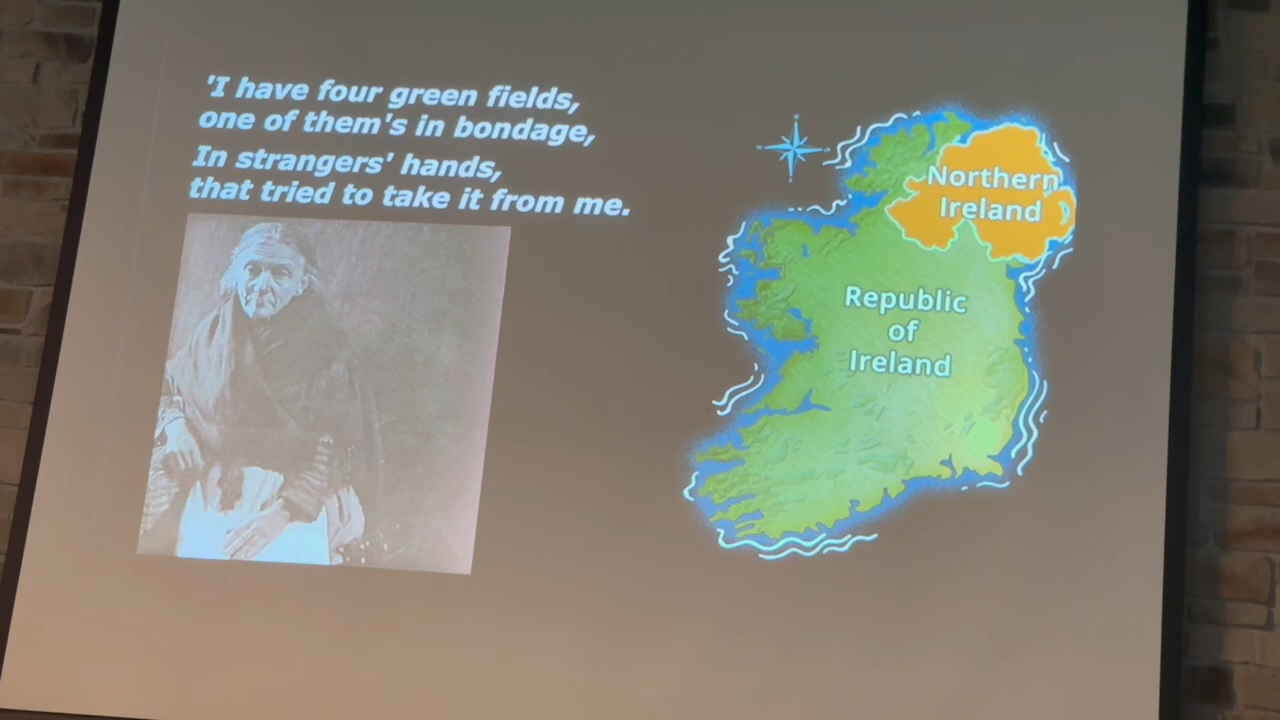 'I have four green fields,
one of them's in bondage,
In strangers' hands,
that tried to take it from me.
Northern
Ireland
Republic
of
Ireland